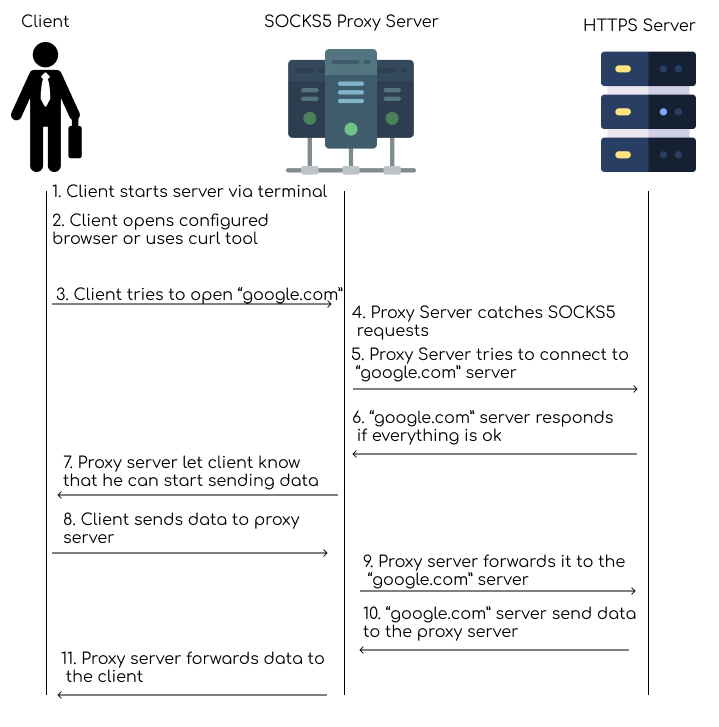 Client
SOCKS5 Proxy Server
HTTPS Server
1. Client starts server via terminal
2. Client opens configured
browser or uses curl tool
3. Client tries to open “google.com”
4. Proxy Server catches SOCKS5
requests
5. Proxy Server tries to connect to
“google.com” server
6. “google.com” server responds
if everything is ok
7. Proxy server let client know
that he can start sending data
8. Client sends data to proxy
server
9. Proxy server forwards it to the
“google.com” server
10. “google.com” server send data
to the proxy server
11. Proxy server forwards data to
the client